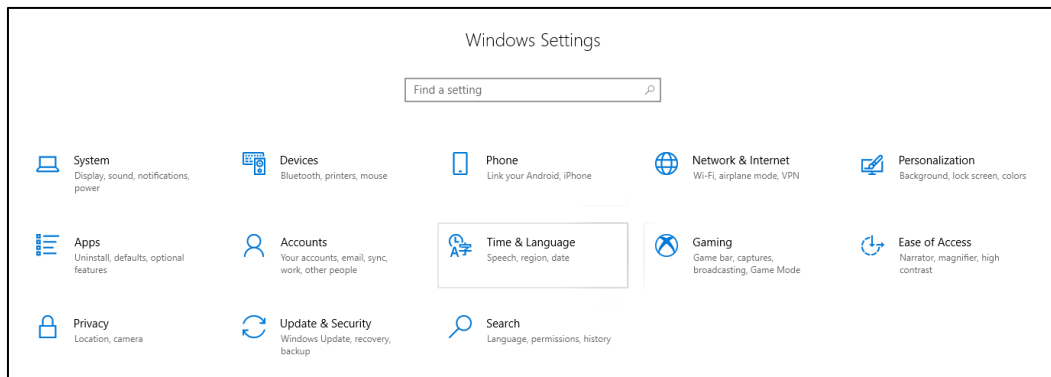 Windows Settings
Find a setting
System
Display, sound, notifications,
power
Devices
Bluetooth, printers, mouse
Phone
Link your Android, iPhone
Network & Internet
Wi-Fi, airplane mode, VPN
Personalization
Background, lock screen, colors
Apps
Uninstall, defaults, optional
features
Accounts
Your accounts, email, sync,
work, other people
Time & Language
Speech, region, date
Gaming
Game bar, captures,
broadcasting, Game Mode
Ease of Access
Narrator, magnifier, high
contrast
Privacy
Location, camera
Update & Security
Windows Update, recovery,
backup
Search
Language, permissions, history